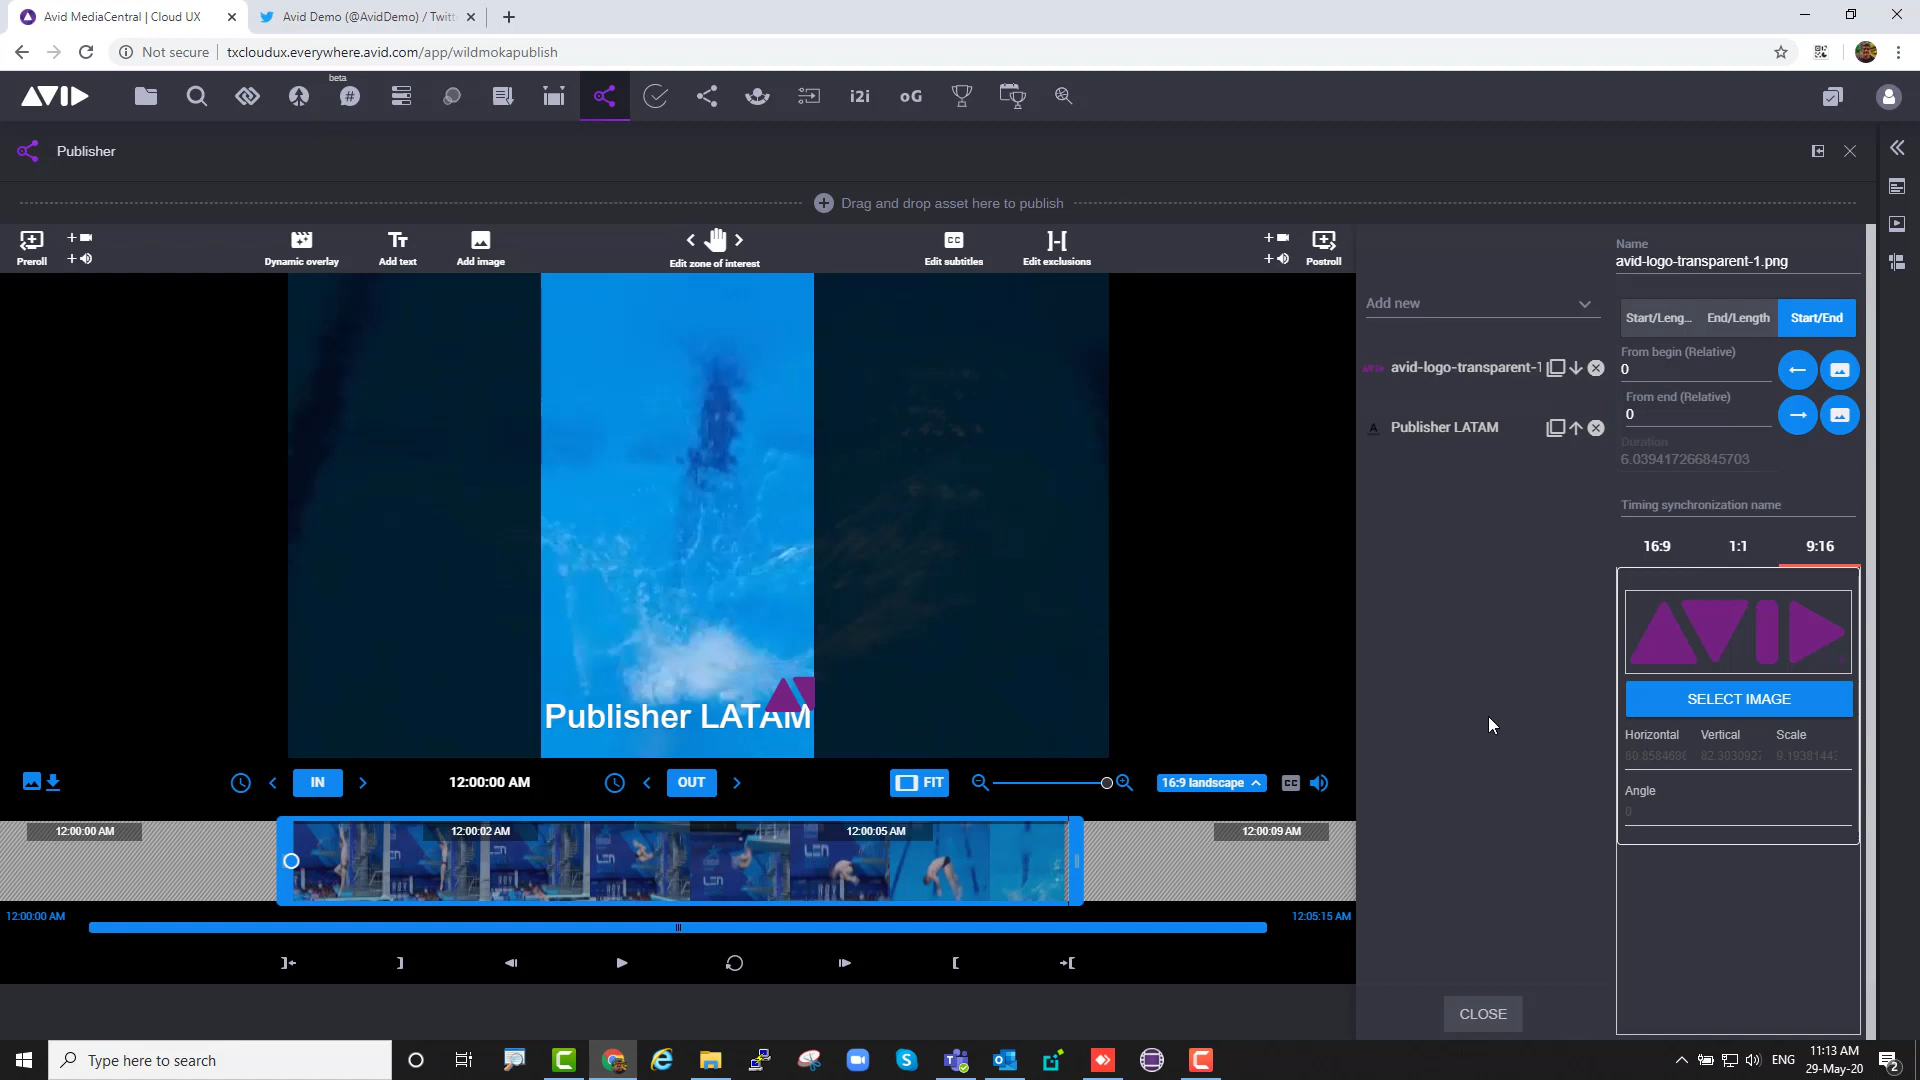 Avid MediaCentral | Cloud UX
Avid Demo (@AvidDemo) / Twitt
Not secure
txcloudux.everywhere.avid.com/app/wildmokapublish
AVID
beta
i2i
oG
Publisher
Drag and drop asset here to publish
Preroll
Dynamic overlay
Add text
Add image
Edit zone of interest
Edit subtitles
Edit exclusions
Postroll
Name
avid-logo-transparent-1.png
Add new
Start/Leng...
End/Length
Start/End
From begin (Relative)
0
avid-logo-transparent-1
From end (Relative)
0
Publisher LATAM
Duration
6.039417266845703
Timing synchronization name
16:9
1:1
9:16
AVID
SELECT IMAGE
Horizontal
Vertical
Scale
Angle
0
Publisher LATAM
IN
12:00:00 AM
OUT
FIT
16:9 landscape
CC
12:00:00 AM
12:00:02 AM
12:00:05 AM
12:00:09 AM
LEN
12:00:00 AM
12:05:15 AM
CLOSE
Type here to search
ENG
11:13 AM
29-May-20
2